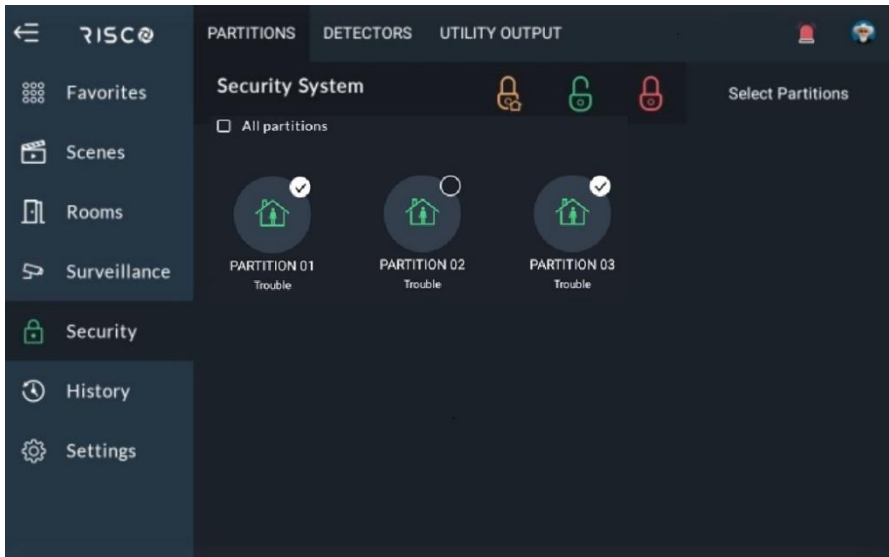 RISCO
PARTITIONS DETECTORS UTILITY OUTPUT
Favorites
Scenes
Rooms
Surveillance
Security
History
Settings
Security System
Select Partitions
All partitions
PARTITION 01
Trouble
PARTITION 02
Trouble
PARTITION 03
Trouble